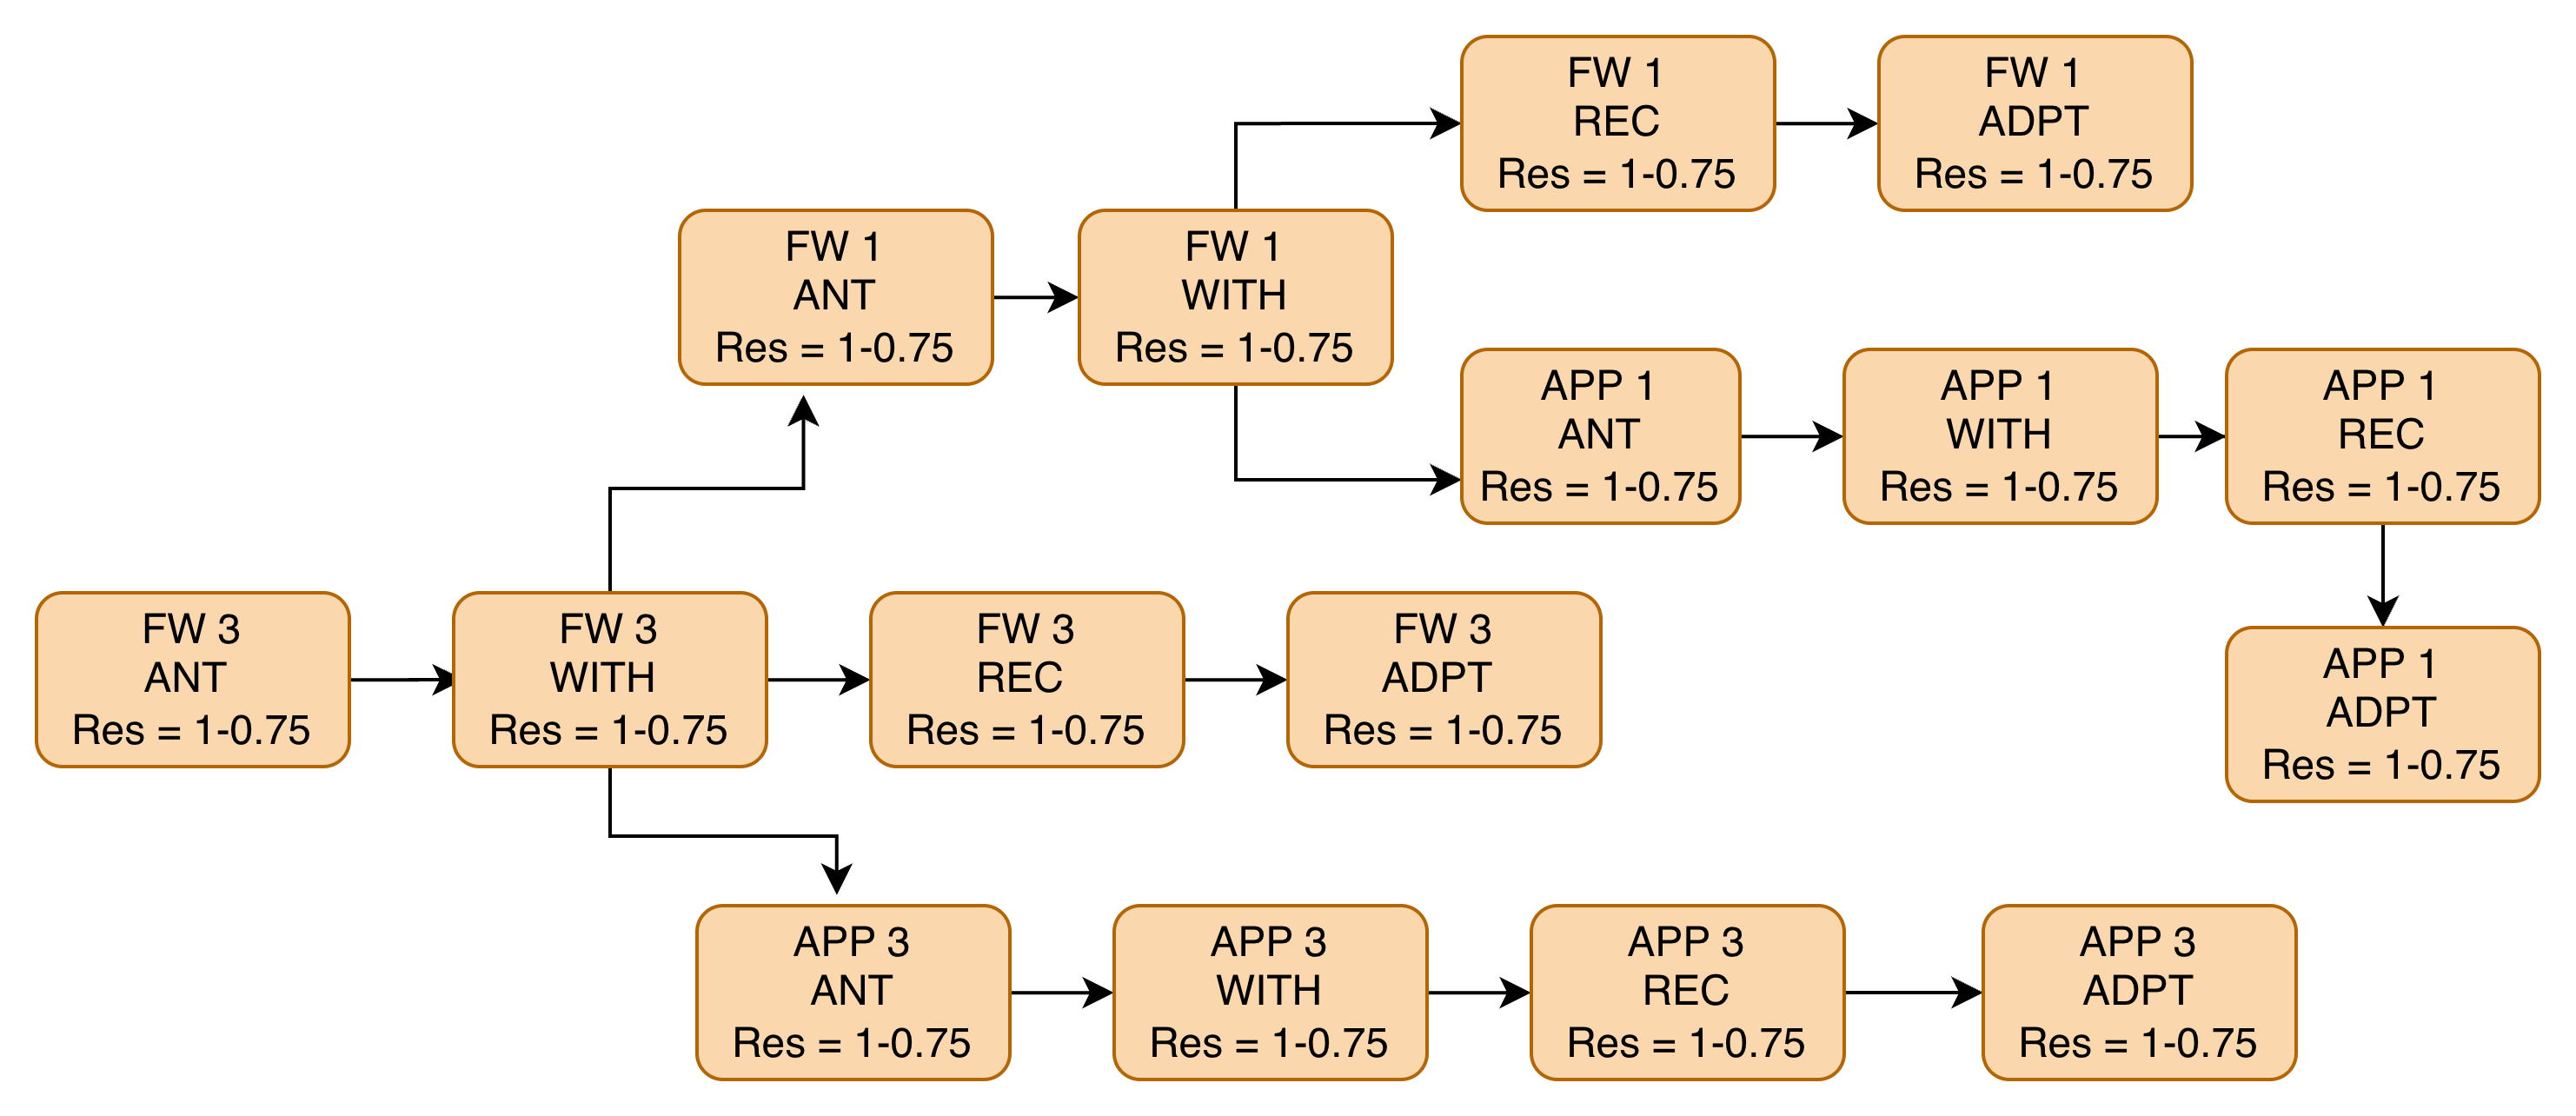 FW 1
REC
Res = 1-0.75
FW 1
ADPT
Res = 1-0.75
FW 1
ANT
Res = 1-0.75
FW 1
WITH
Res = 1-0.75
APP 1
ANT
Res = 1-0.75
APP 1
WITH
Res = 1-0.75
APP 1
REC
Res = 1-0.75
FW 3
ANT
Res = 1-0.75
FW 3
WITH
Res = 1-0.75
FW 3
REC
Res = 1-0.75
FW 3
ADPT
Res = 1-0.75
APP 1
ADPT
Res = 1-0.75
APP 3
ANT
Res = 1-0.75
APP 3
WITH
Res = 1-0.75
APP 3
REC
Res = 1-0.75
APP 3
ADPT
Res = 1-0.75